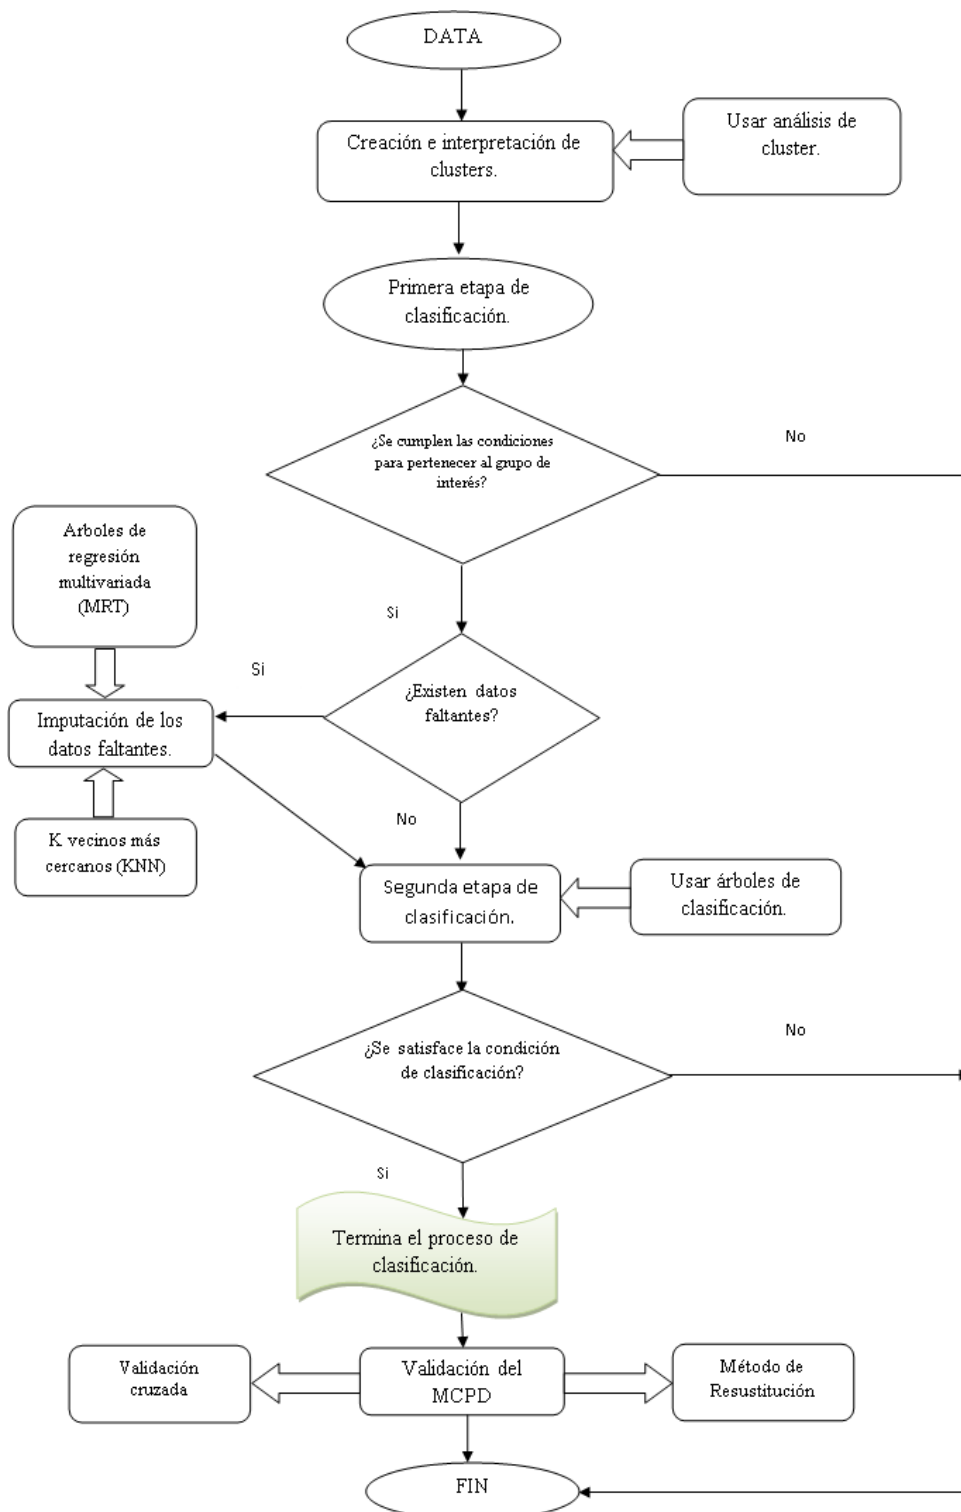 DATA
Creación e interpretación de
clusters.
Usar análisis de
cluster.
Primera etapa de
clasificación.
¿Se cumplen las condiciones
para pertenecer al grupo de
interés?
No
Arboles de
regresión
multivariada
(MRT)
Si
Si
¿Existen datos
faltantes?
Imputación de los
datos faltantes.
No
K vecinos más
cercanos (KNN)
Segunda etapa de
clasificación.
Usar árboles de
clasificación.
¿Se satisface la condición
de clasificación?
No
Si
Termina el proceso de
clasificación.
Validación
cruzada
Validación del
MCPD
Método de
Resustitución
FIN